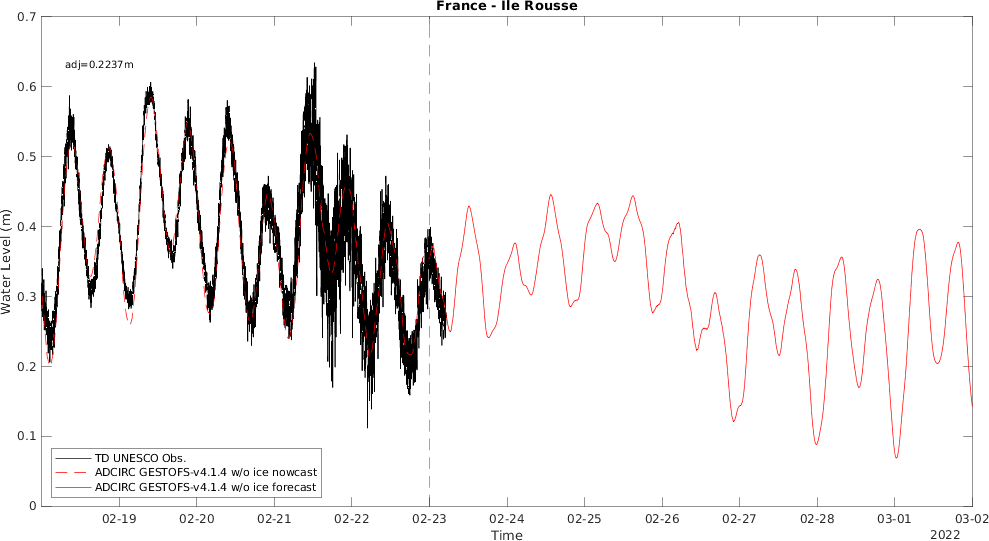 France - Ile Rousse
adj=0.2237m
Water Level (m)
0.7
0.6
0.5
0.4
0.3
0.2
0.1
0
TD UNESCO Obs.
ADCIRC GESTOFS-v4.1.4 w/o ice nowcast
ADCIRC GESTOFS-v4.1.4 w/o ice forecast
02-19 02-20 02-21 02-22 02-23 02-24 02-25 02-26 02-27 02-28 03-01 03-02
Time
2022